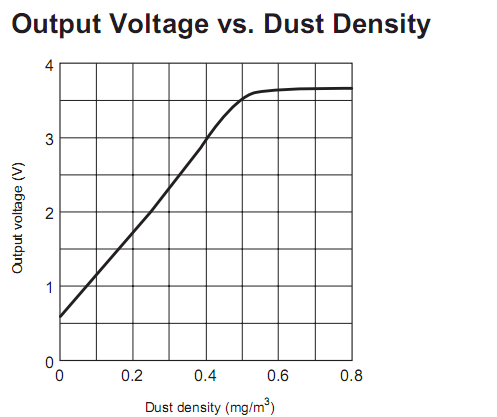 Output Voltage vs. Dust Density
Output voltage (V)
4
3
2
1
0
0 0.2 0.4 0.6 0.8
Dust density (mg/m³)